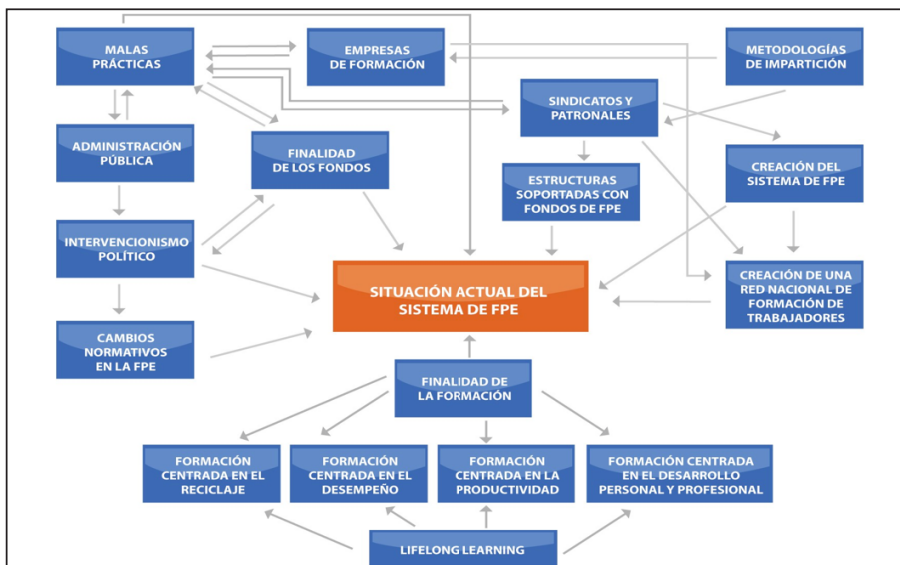 MALAS
PRÁCTICAS
EMPRESAS
DE FORMACIÓN
METODOLOGÍAS
DE IMPARTICIÓN
SINDICATOS Y
PATRONALES
ADMINISTRACIÓN
PÚBLICA
FINALIDAD
DE LOS FONDOS
CREACIÓN DEL
SISTEMA DE FPE
ESTRUCTURAS
SOPORTADAS CON
FONDOS DE FPE
INTERVENCIONISMO
POLÍTICO
SITUACIÓN ACTUAL DEL
SISTEMA DE FPE
CREACIÓN DE UNA
RED NACIONAL DE
FORMACIÓN DE
TRABAJADORES
CAMBIOS
NORMATIVOS
EN LA FPE
FINALIDAD DE
LA FORMACIÓN
FORMACIÓN
CENTRADA EN EL
RECICLAJE
FORMACIÓN
CENTRADA EN EL
DESEMPEÑO
FORMACIÓN
CENTRADA EN LA
PRODUCTIVIDAD
FORMACIÓN CENTRADA
EN EL DESARROLLO
PERSONAL Y PROFESIONAL
LIFELONG LEARNING